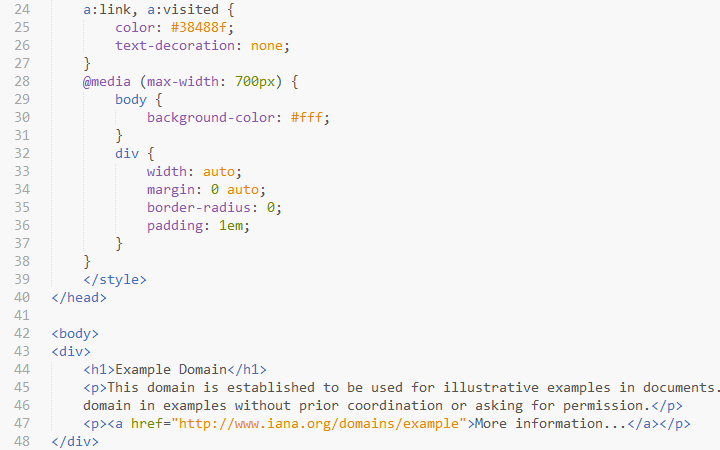 24 a:link, a:visited {
25 color: #38488f;
26 text-decoration: none;
27 }
28 @media (max-width: 700px) {
29 body {
30 background-color: #fff;
31 }
32 div {
33 width: auto;
34 margin: 0 auto;
35 border-radius: 0;
36 padding: 1em;
37 }
38 }
39 </style>
40 </head>
41
42 <body>
43 <div>
44 <h1>Example Domain</h1>
45 <p>This domain is established to be used for illustrative examples in documents.
46 domain in examples without prior coordination or asking for permission.</p>
47 <p><a href="http://www.iana.org/domains/example">More information...</a></p>
48 </div>